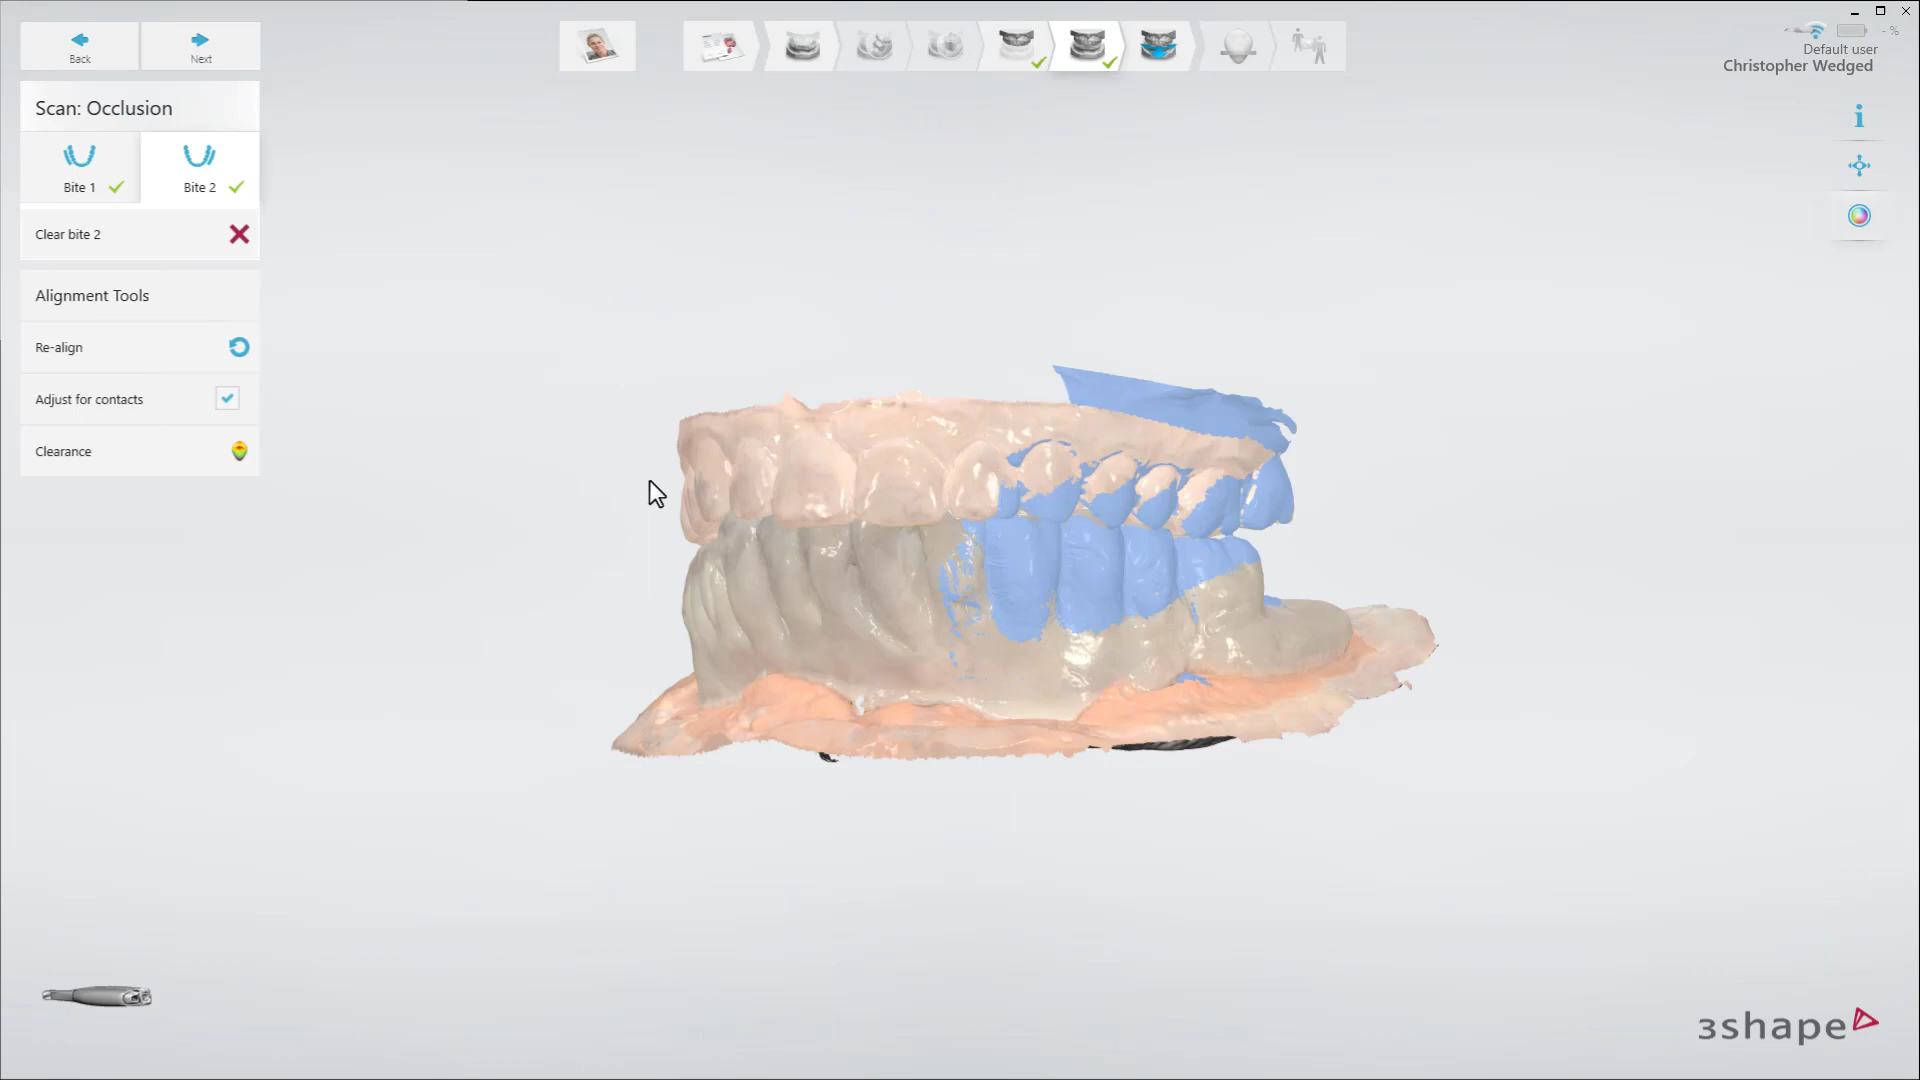 Back
Next
Scan: Occlusion
Bite 1
Bite 2
Clear bite 2
Alignment Tools
Re-align
Adjust for contacts
Clearance
- %
Default user
Christopher Wedged
i
3shape